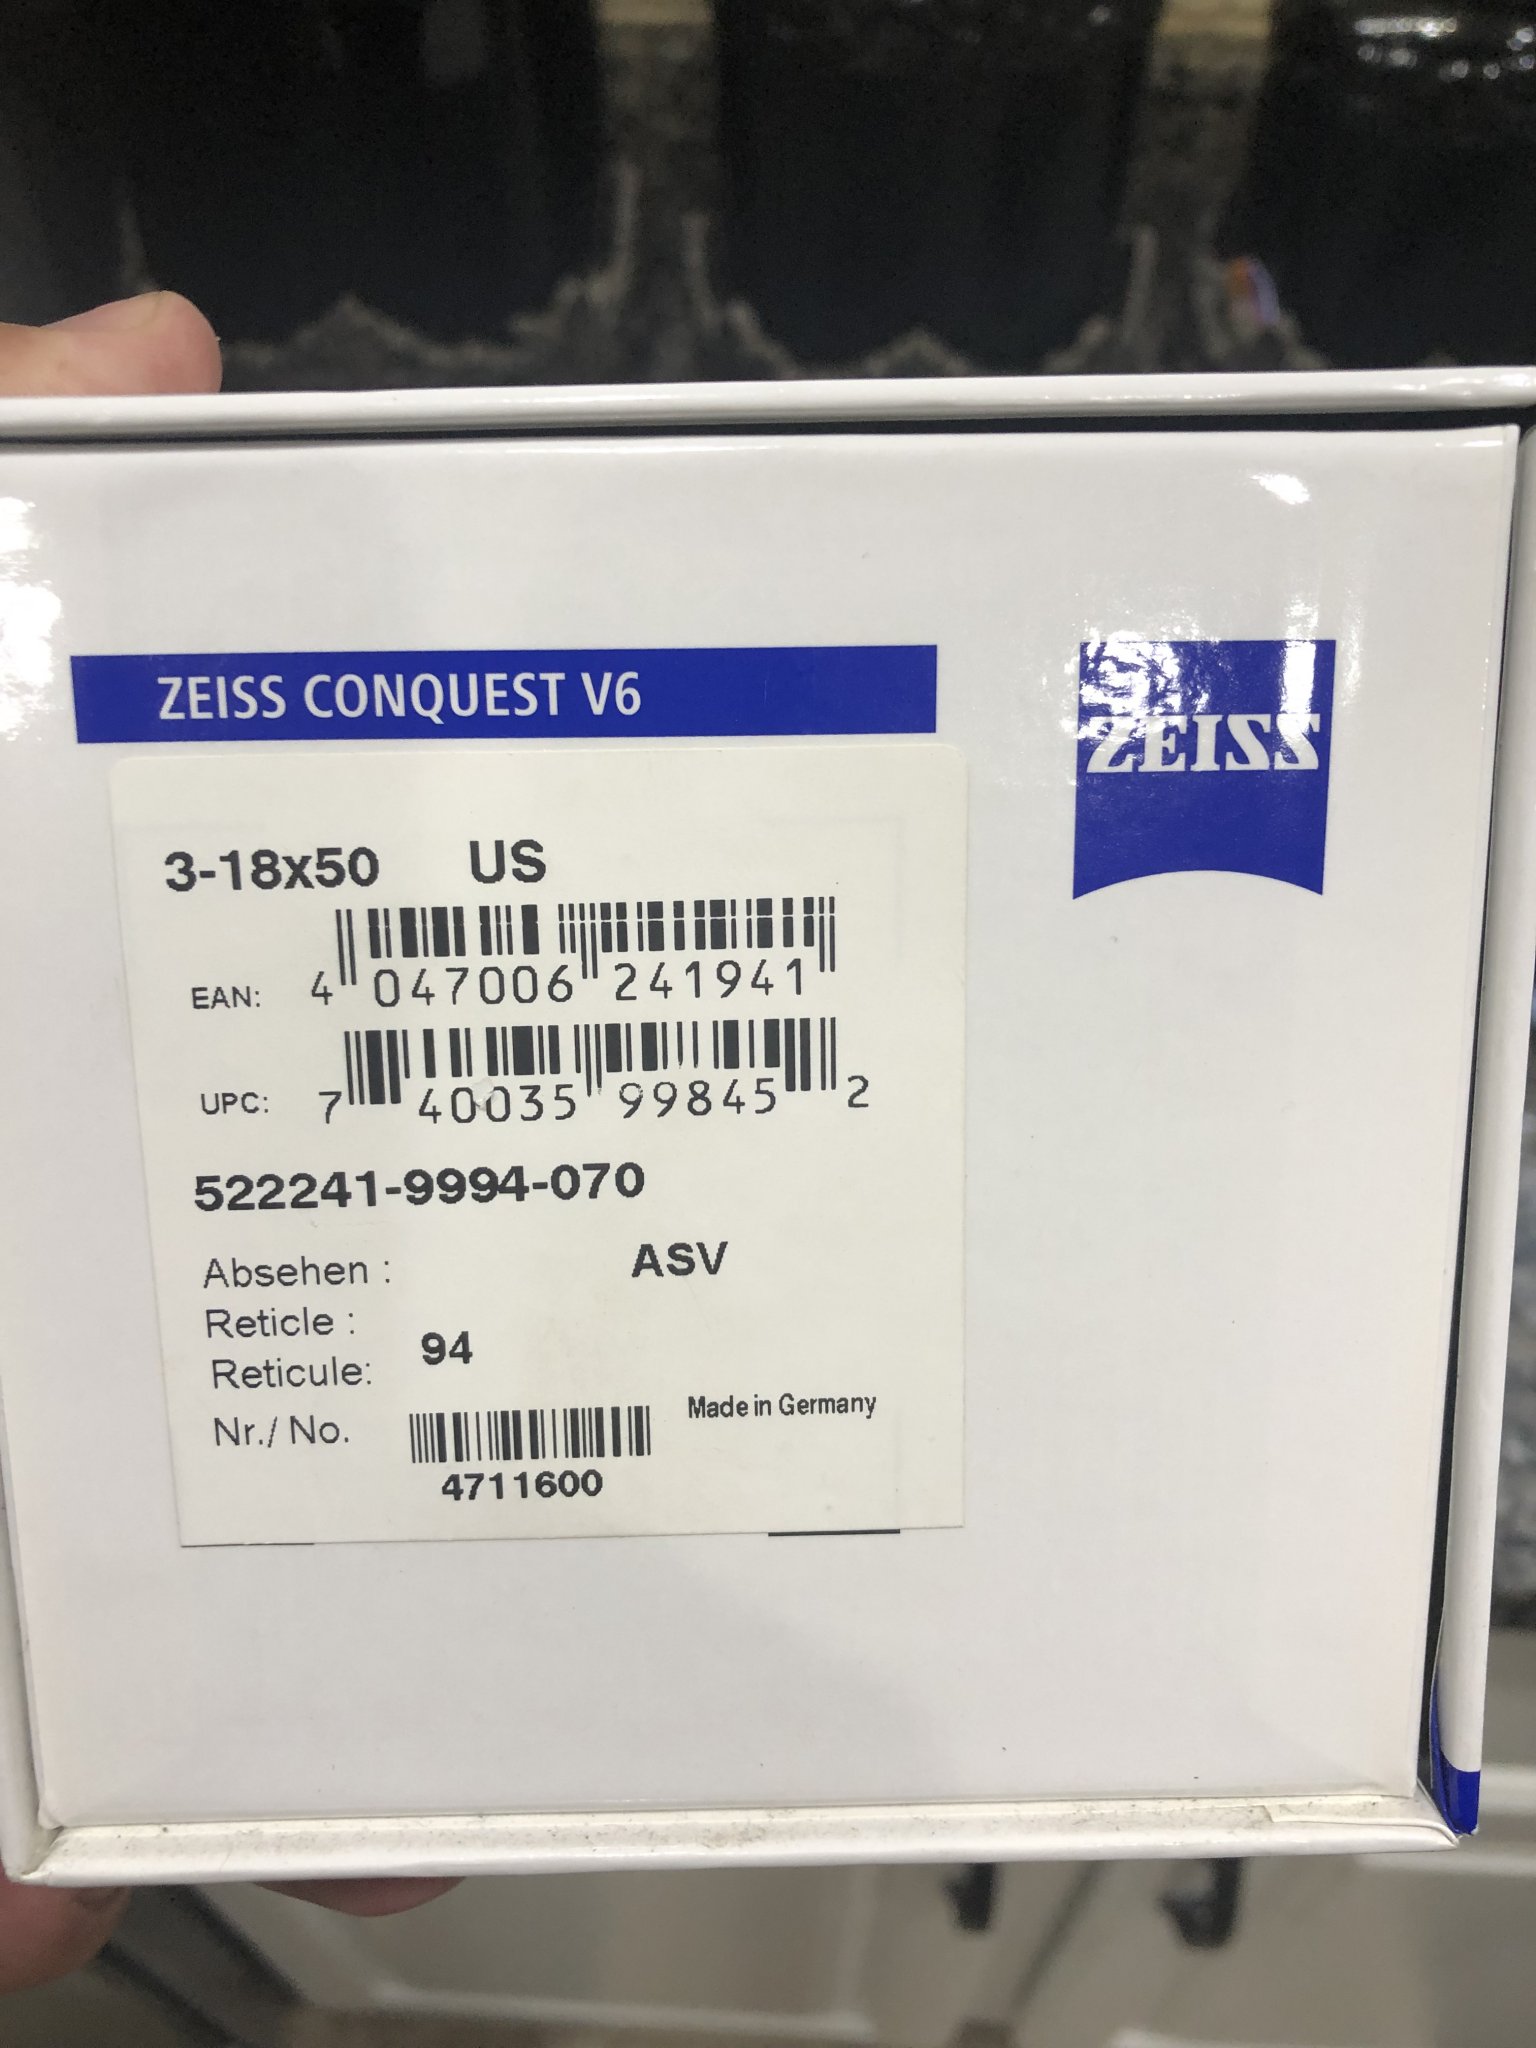 ZEISS CONQUEST V6
ZEISS
3-18x50 US
EAN: 4 047006 241941
UPC: 7 40035 99845 2
522241-9994-070
Absehen : ASV
Reticle :
Reticule: 94
Nr./ No. Made in Germany
4711600